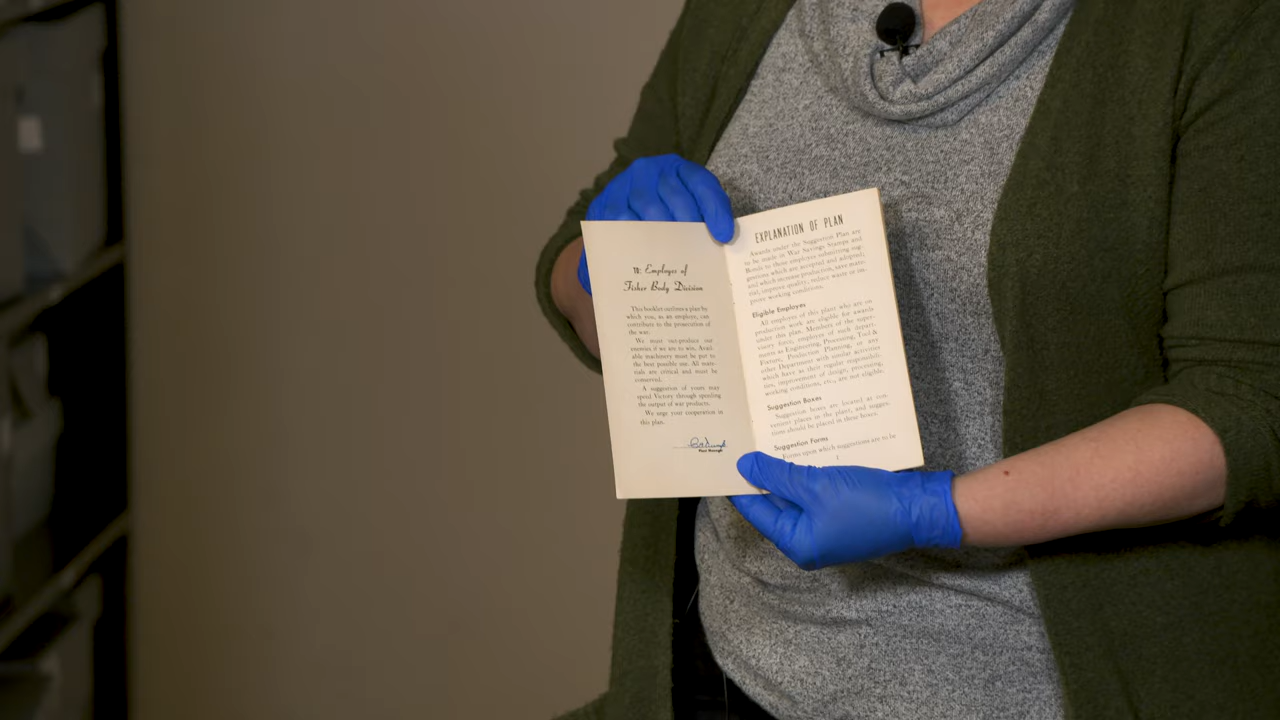 To: Employes of
Fisher Body Division
This booklet outlines a plan by
which you, as an employe, can
contribute to the prosecution of
the war.
We must out-produce our
enemies if we are to win. Avail-
able machinery must be put to
the best possible use. All mate-
rials are critical and must be
conserved.
A suggestion of yours may
speed Victory through speeding
the output of war products.
We urge your cooperation in
this plan.
Plant Manager
EXPLANATION OF PLAN
Awards under the Suggestion Plan are
to be made in War Savings Stamps and
Bonds to those employes submitting sug-
gestions which are accepted and adopted;
and which increase production, save mate-
rial, improve quality, reduce waste or im-
prove working conditions.
Eligible Employes
All employes of this plant who are on
production work are eligible for awards
under this plan. Members of the super-
visory force, employes of such depart-
ments as Engineering, Processing, Tool &
Fixture, Production Planning, or any
other Department with similar activities
which have as their regular responsibili-
ties, improvement of design, processing,
working conditions, etc., are not eligible.
Suggestion Boxes
Suggestion boxes are located at con-
venient places in the plant, and sugges-
tions should be placed in these boxes.
Suggestion Forms
Forms upon which suggestions are to be
1